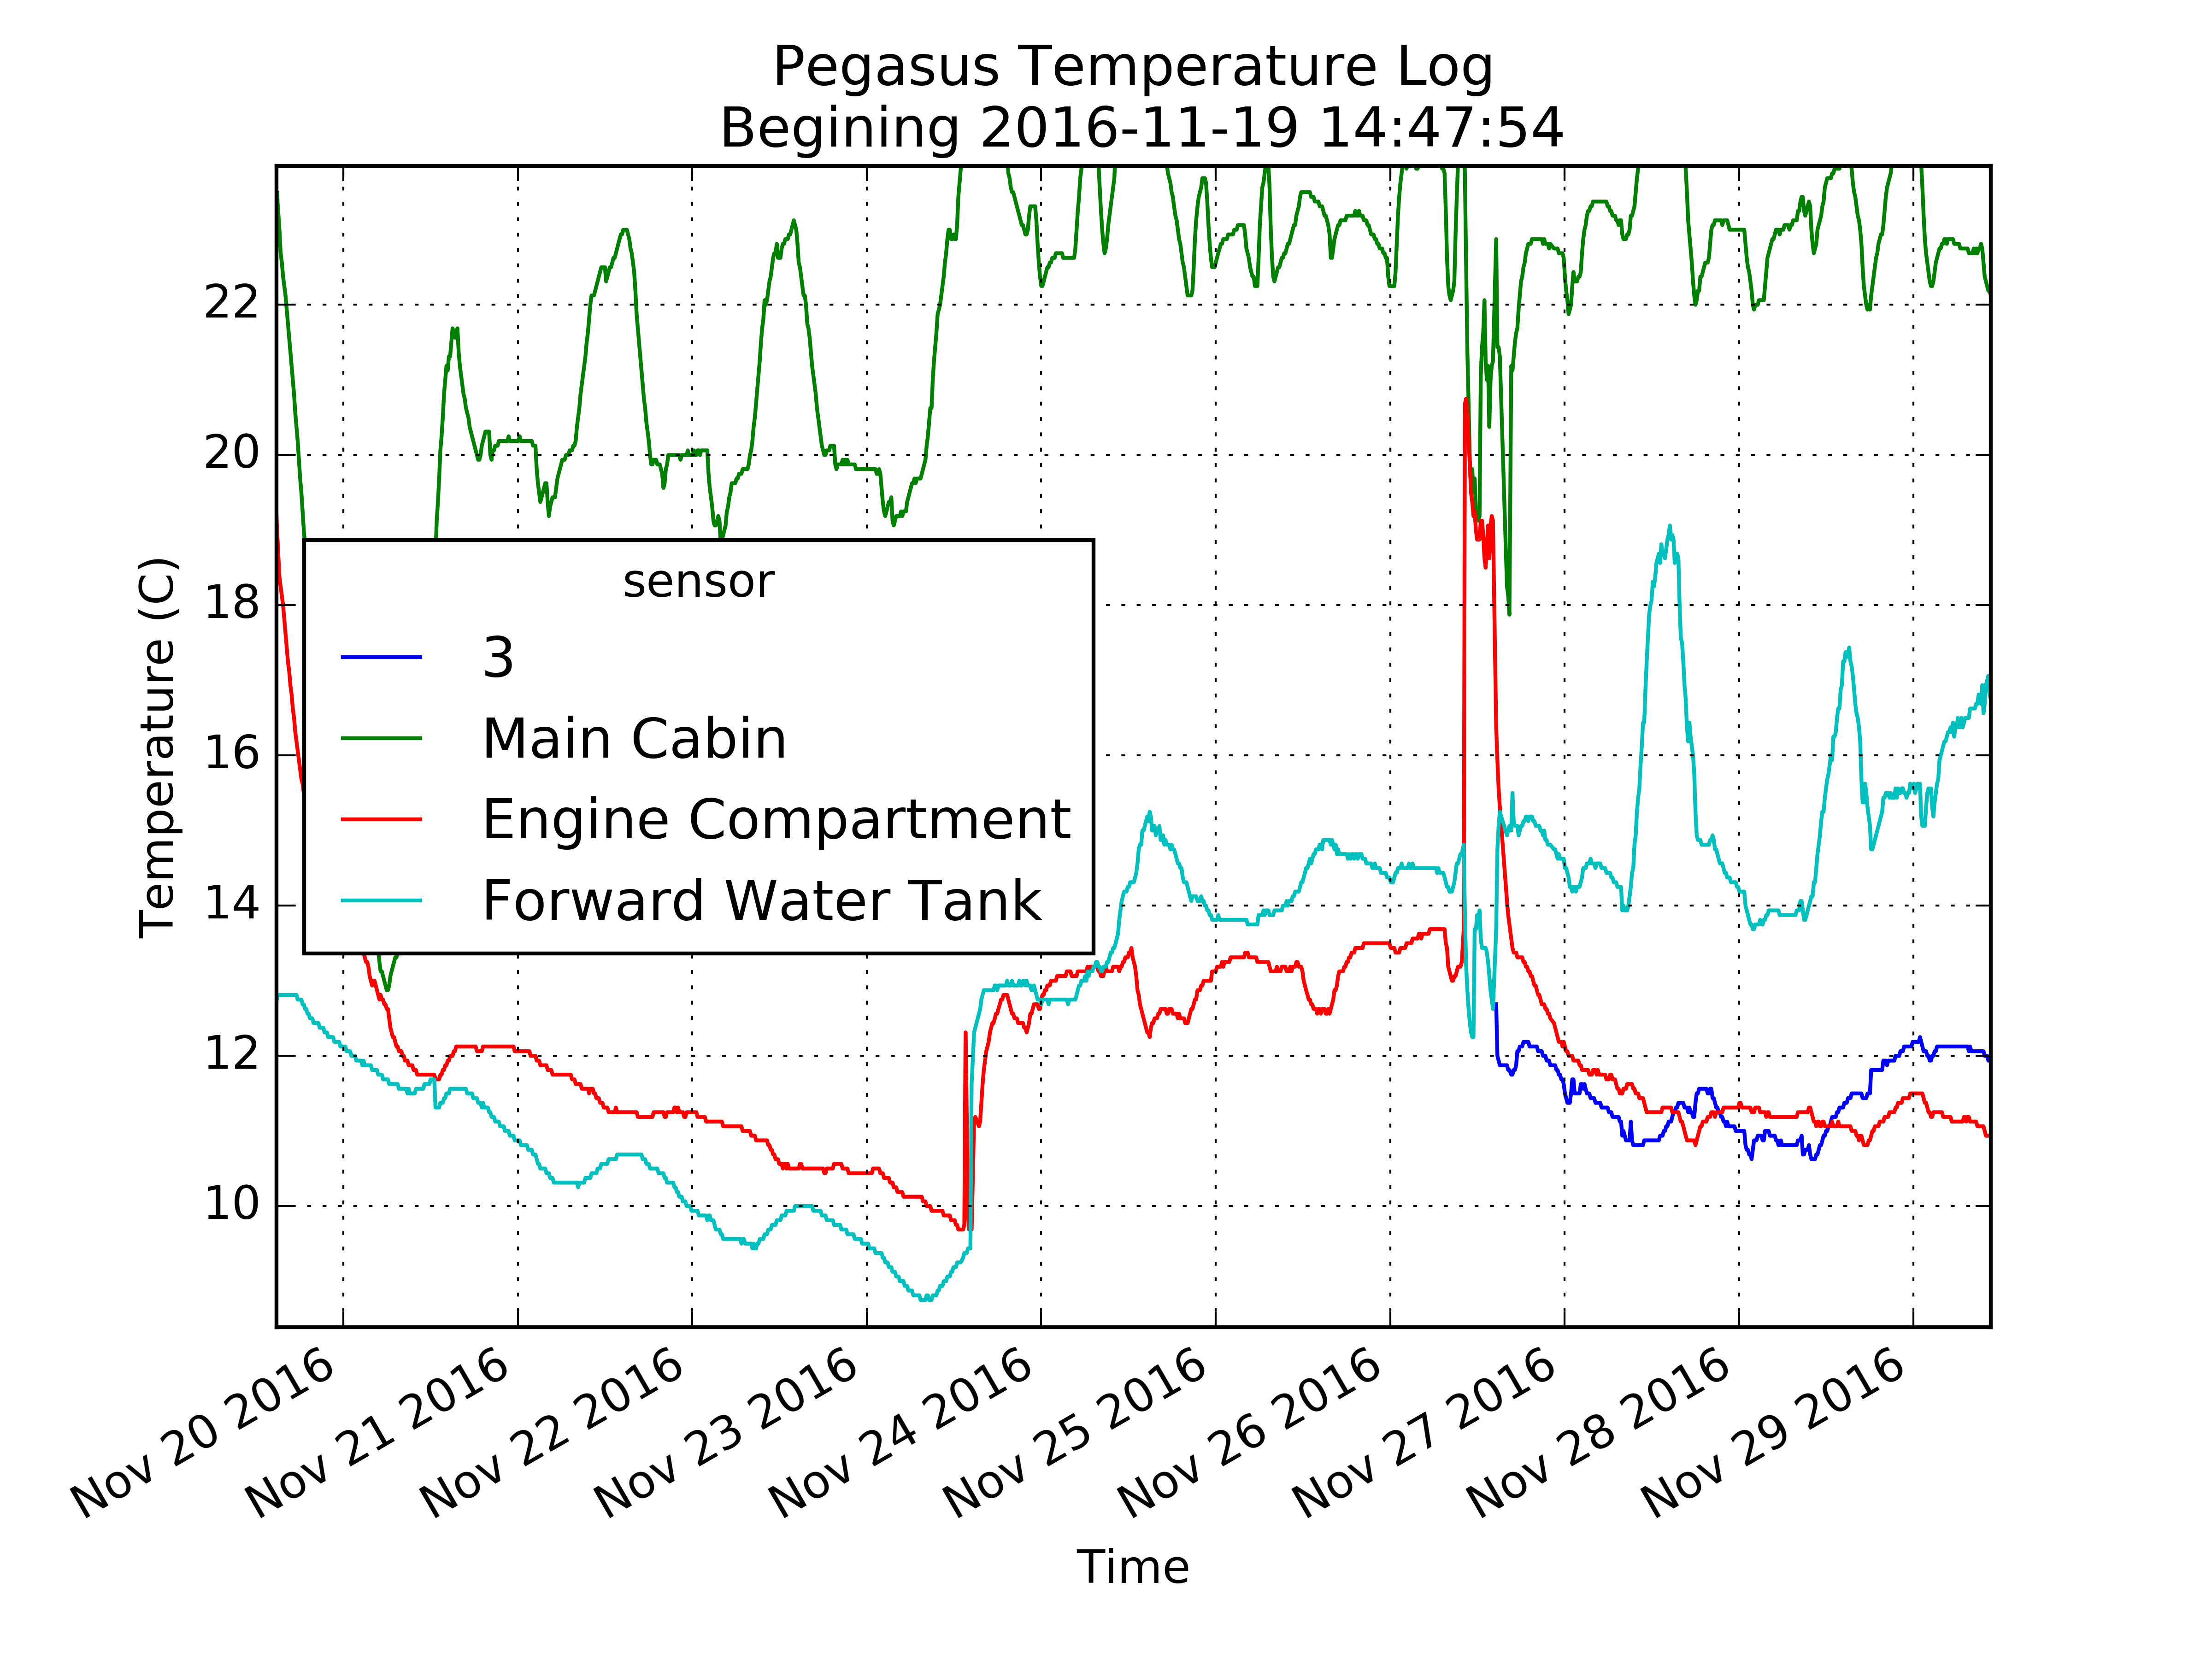 Pegasus Temperature Log
Begining 2016-11-19 14:47:54
Temperature (C)
22
20
18
16
14
12
10
sensor
3
Main Cabin
Engine Compartment
Forward Water Tank
Nov 20 2016
Nov 21 2016
Nov 22 2016
Nov 23 2016
Nov 24 2016
Nov 25 2016
Nov 26 2016
Nov 27 2016
Nov 28 2016
Nov 29 2016
Time